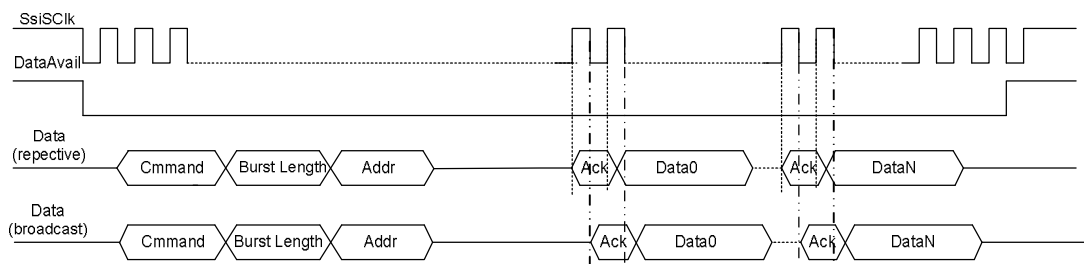 SsiSClk
DataAvail
Data
(repective)
Cmmand
Burst Length
Addr
Ack
Data0
Ack
DataN
Data
(broadcast)
Cmmand
Burst Length
Addr
Ack
Data0
Ack
DataN